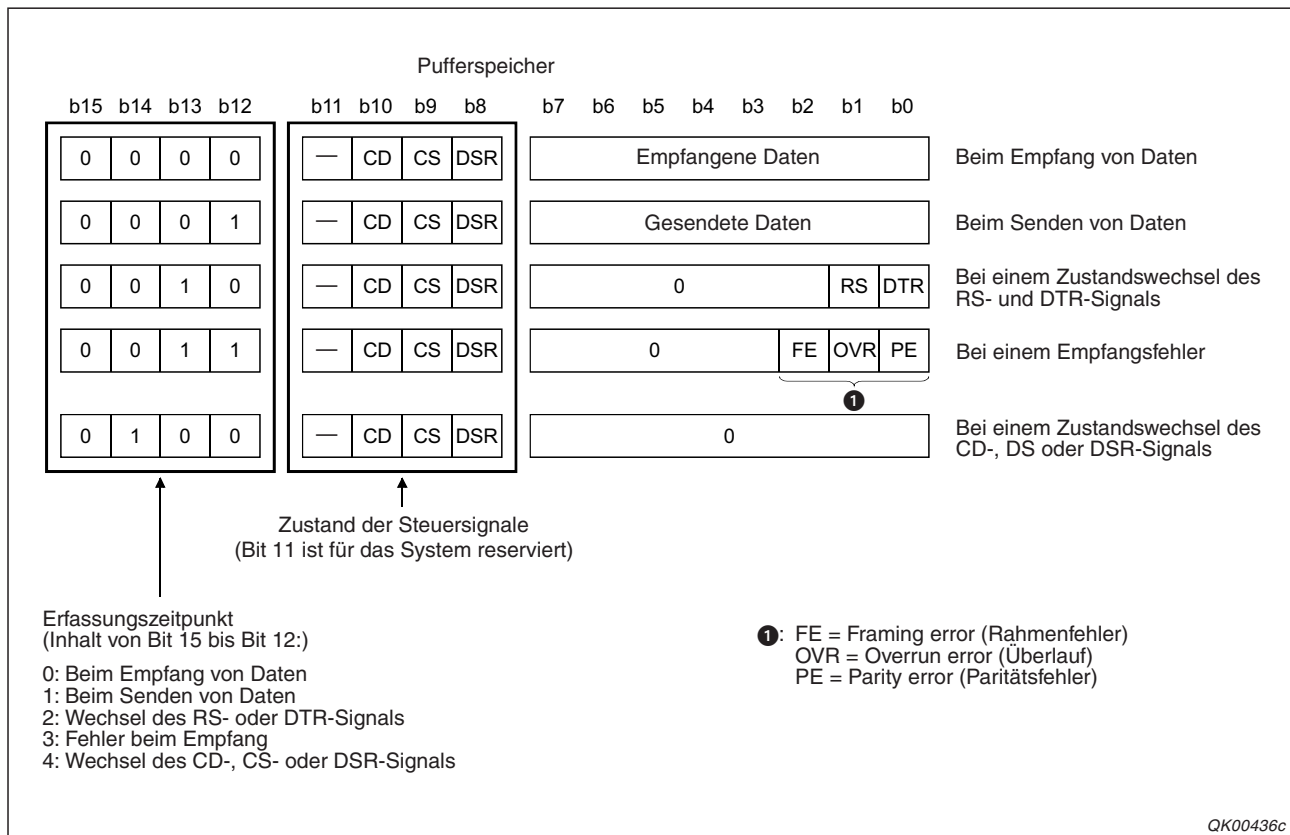 Pufferspeicher
b15 b14 b13 b12 b11 b10 b9 b8 b7 b6 b5 b4 b3 b2 b1 b0
0 0 0 0 — CD CS DSR Empfangene Daten Beim Empfang von Daten
0 0 0 1 — CD CS DSR Gesendete Daten Beim Senden von Daten
0 0 1 0 — CD CS DSR 0 RS DTR Bei einem Zustandswechsel des
RS- und DTR-Signals
0 0 1 1 — CD CS DSR 0 FE OVR PE Bei einem Empfangsfehler
❶
0 1 0 0 — CD CS DSR 0 Bei einem Zustandswechsel des
CD-, DS oder DSR-Signals
Zustand der Steuersignale
(Bit 11 ist für das System reserviert)
Erfassungszeitpunkt
(Inhalt von Bit 15 bis Bit 12:)
0: Beim Empfang von Daten
1: Beim Senden von Daten
2: Wechsel des RS- oder DTR-Signals
3: Fehler beim Empfang
4: Wechsel des CD-, CS- oder DSR-Signals
❶: FE = Framing error (Rahmenfehler)
OVR = Overrun error (Überlauf)
PE = Parity error (Paritätsfehler)
QK00436c